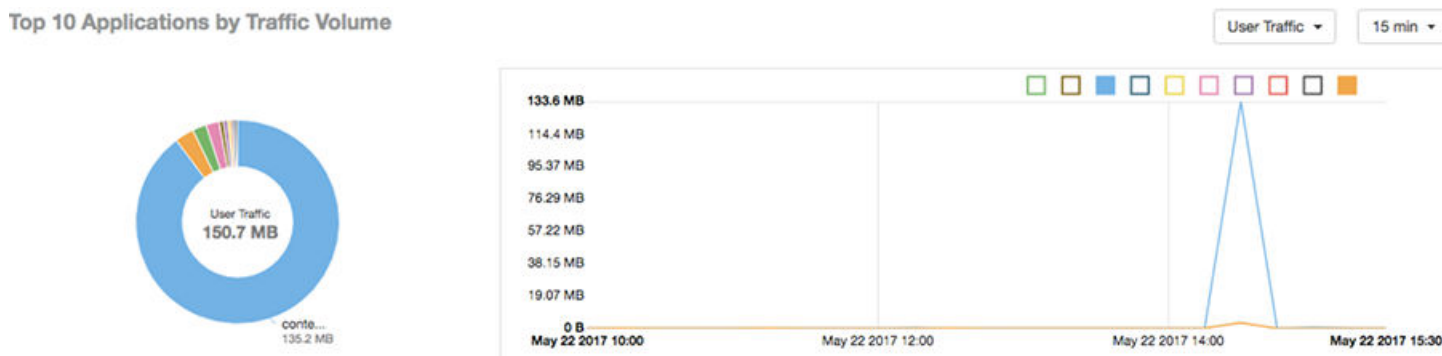 Top 10 Applications by Traffic Volume
User Traffic
15 min
User Traffic
150.7 MB
conte...
135.2 MB
133.6 MB
114.4 MB
95.37 MB
76.29 MB
57.22 MB
38.15 MB
19.07 MB
0 B
May 22 2017 10:00
May 22 2017 12:00
May 22 2017 14:00
May 22 2017 15:30